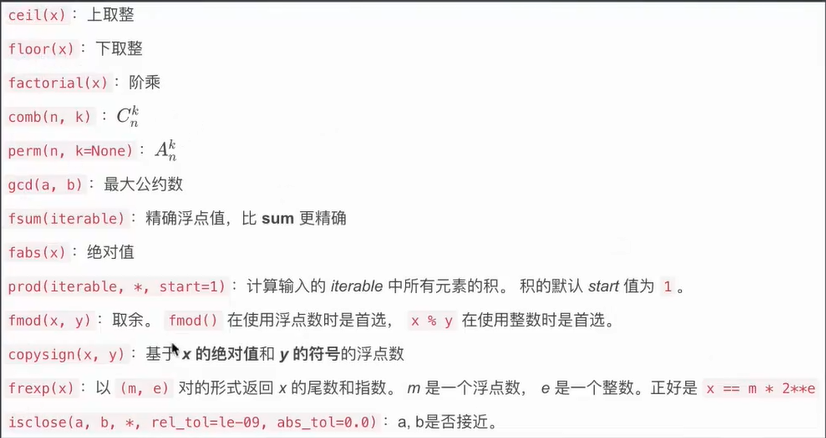 ceil(x)： 上取整
floor(x)： 下取整
factorial(x)： 阶乘
comb(n, k) ： C_n^k
perm(n, k=None)： A_n^k
gcd(a, b)： 最大公约数
fsum(iterable)： 精确浮点值，比 sum 更精确
fabs(x)： 绝对值
prod(iterable, *, start=1)： 计算输入的 iterable 中所有元素的积。 积的默认 start 值为 1 。
fmod(x, y)： 取余。 fmod() 在使用浮点数时是首选， x % y 在使用整数时是首选。
copysign(x, y)： 基于 x 的绝对值和 y 的符号的浮点数
frexp(x)： 以 (m, e) 对的形式返回 x 的尾数和指数。 m 是一个浮点数， e 是一个整数。正好是 x == m * 2**e
isclose(a, b, *, rel_tol=le-09, abs_tol=0.0)： a, b是否接近。